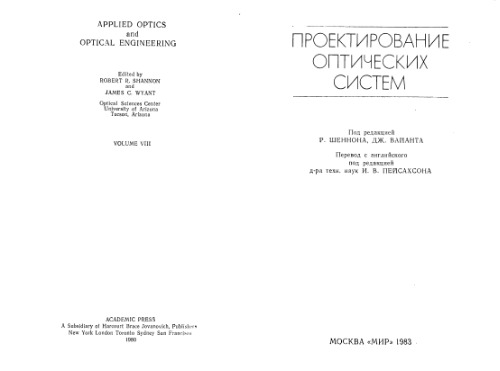 APPLIED OPTICS
and
OPTICAL ENGINEERING
Edited by
ROBERT R. SHANNON
and
JAMES C. WYANT
Optical Sciences Center
University of Arizona
Tucson, Arizona
VOLUME VIII
ACADEMIC PRESS
A Subsidiary of Harcourt Brace Jovanovich, Publishers
New York London Toronto Sydney San Francisco
1980
ПРОЕКТИРОВАНИЕ
ОПТИЧЕСКИХ
СИСТЕМ
Под редакцией
Р. ШЕННОНА, ДЖ. ВАЙАНТА
Перевод с английского
под редакцией
д-ра техн. наук И. В. ПЕЙСАХСОНА
МОСКВА «МИР» 1983